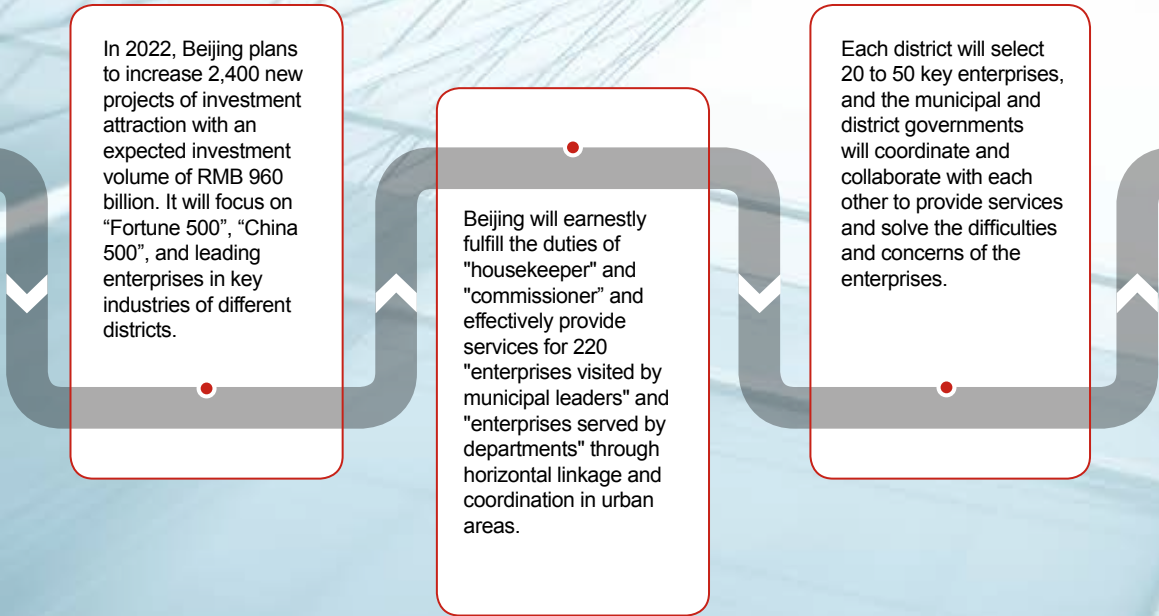 In 2022, Beijing plans
to increase 2,400 new
projects of investment
attraction with an
expected investment
volume of RMB 960
billion. It will focus on
“Fortune 500”, “China
500”, and leading
enterprises in key
industries of different
districts.
Beijing will earnestly
fulfill the duties of
"housekeeper" and
"commissioner” and
effectively provide
services for 220
"enterprises visited by
municipal leaders" and
"enterprises served by
departments" through
horizontal linkage and
coordination in urban
areas.
Each district will select
20 to 50 key enterprises,
and the municipal and
district governments
will coordinate and
collaborate with each
other to provide services
and solve the difficulties
and concerns of the
enterprises.